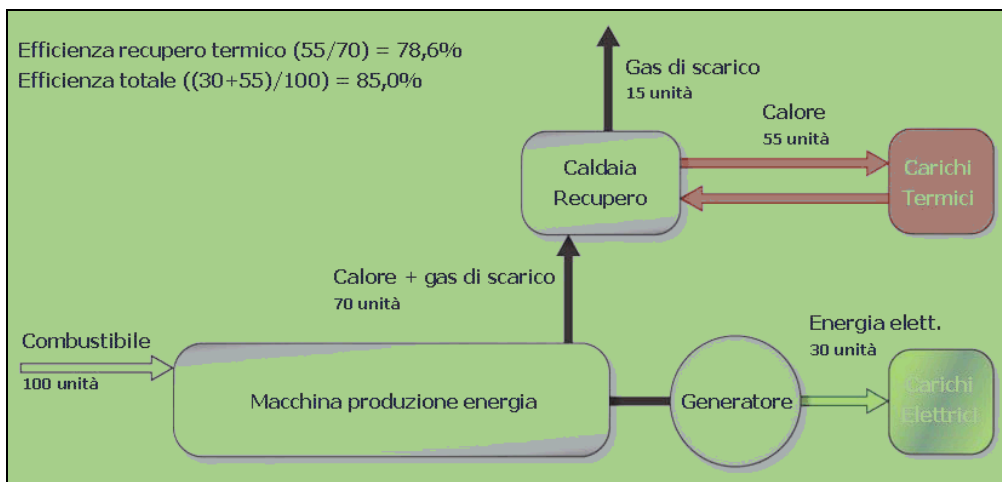 Efficienza recupero termico (55/70) = 78,6%
Efficienza totale ((30+55)/100) = 85,0%
Gas di scarico
15 unità
Calore
55 unità
Caldaia
Recupero
Carichi
Termici
Calore + gas di scarico
70 unità
Combustibile
100 unità
Energia elett.
30 unità
Macchina produzione energia
Generatore
Carichi
Elettrici